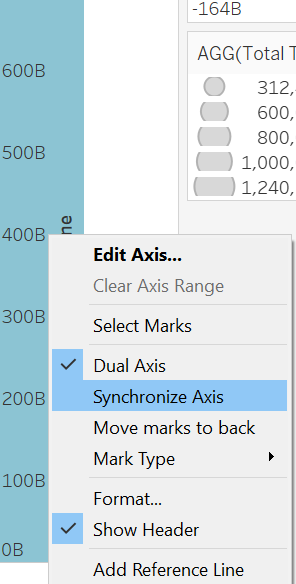 -164B
AGG(Total T
312,
600,
800,
1,000,
1,240,
600B
500B
400B
300B
200B
100B
0B
ne
Edit Axis...
Clear Axis Range
Select Marks
Dual Axis
Synchronize Axis
Move marks to back
Mark Type
Format...
Show Header
Add Reference Line